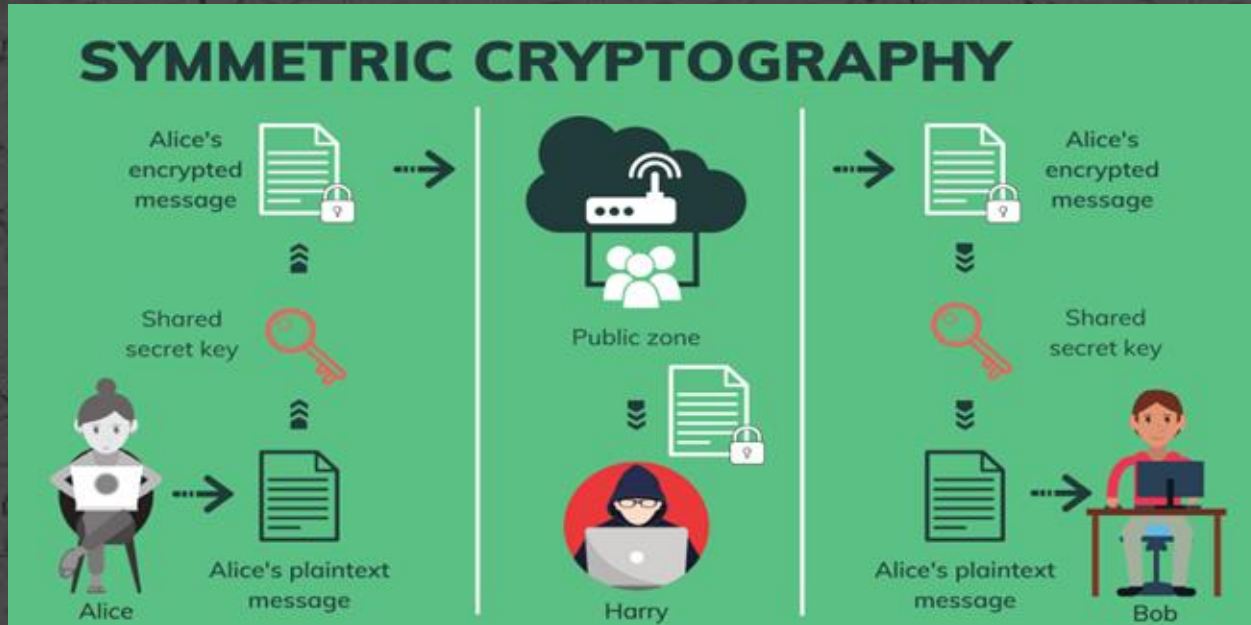 SYMMETRIC CRYPTOGRAPHY
Alice's
encrypted
message
Shared
secret key
Alice's plaintext
message
Alice
Public zone
Harry
Alice's
encrypted
message
Shared
secret key
Alice's plaintext
message
Bob